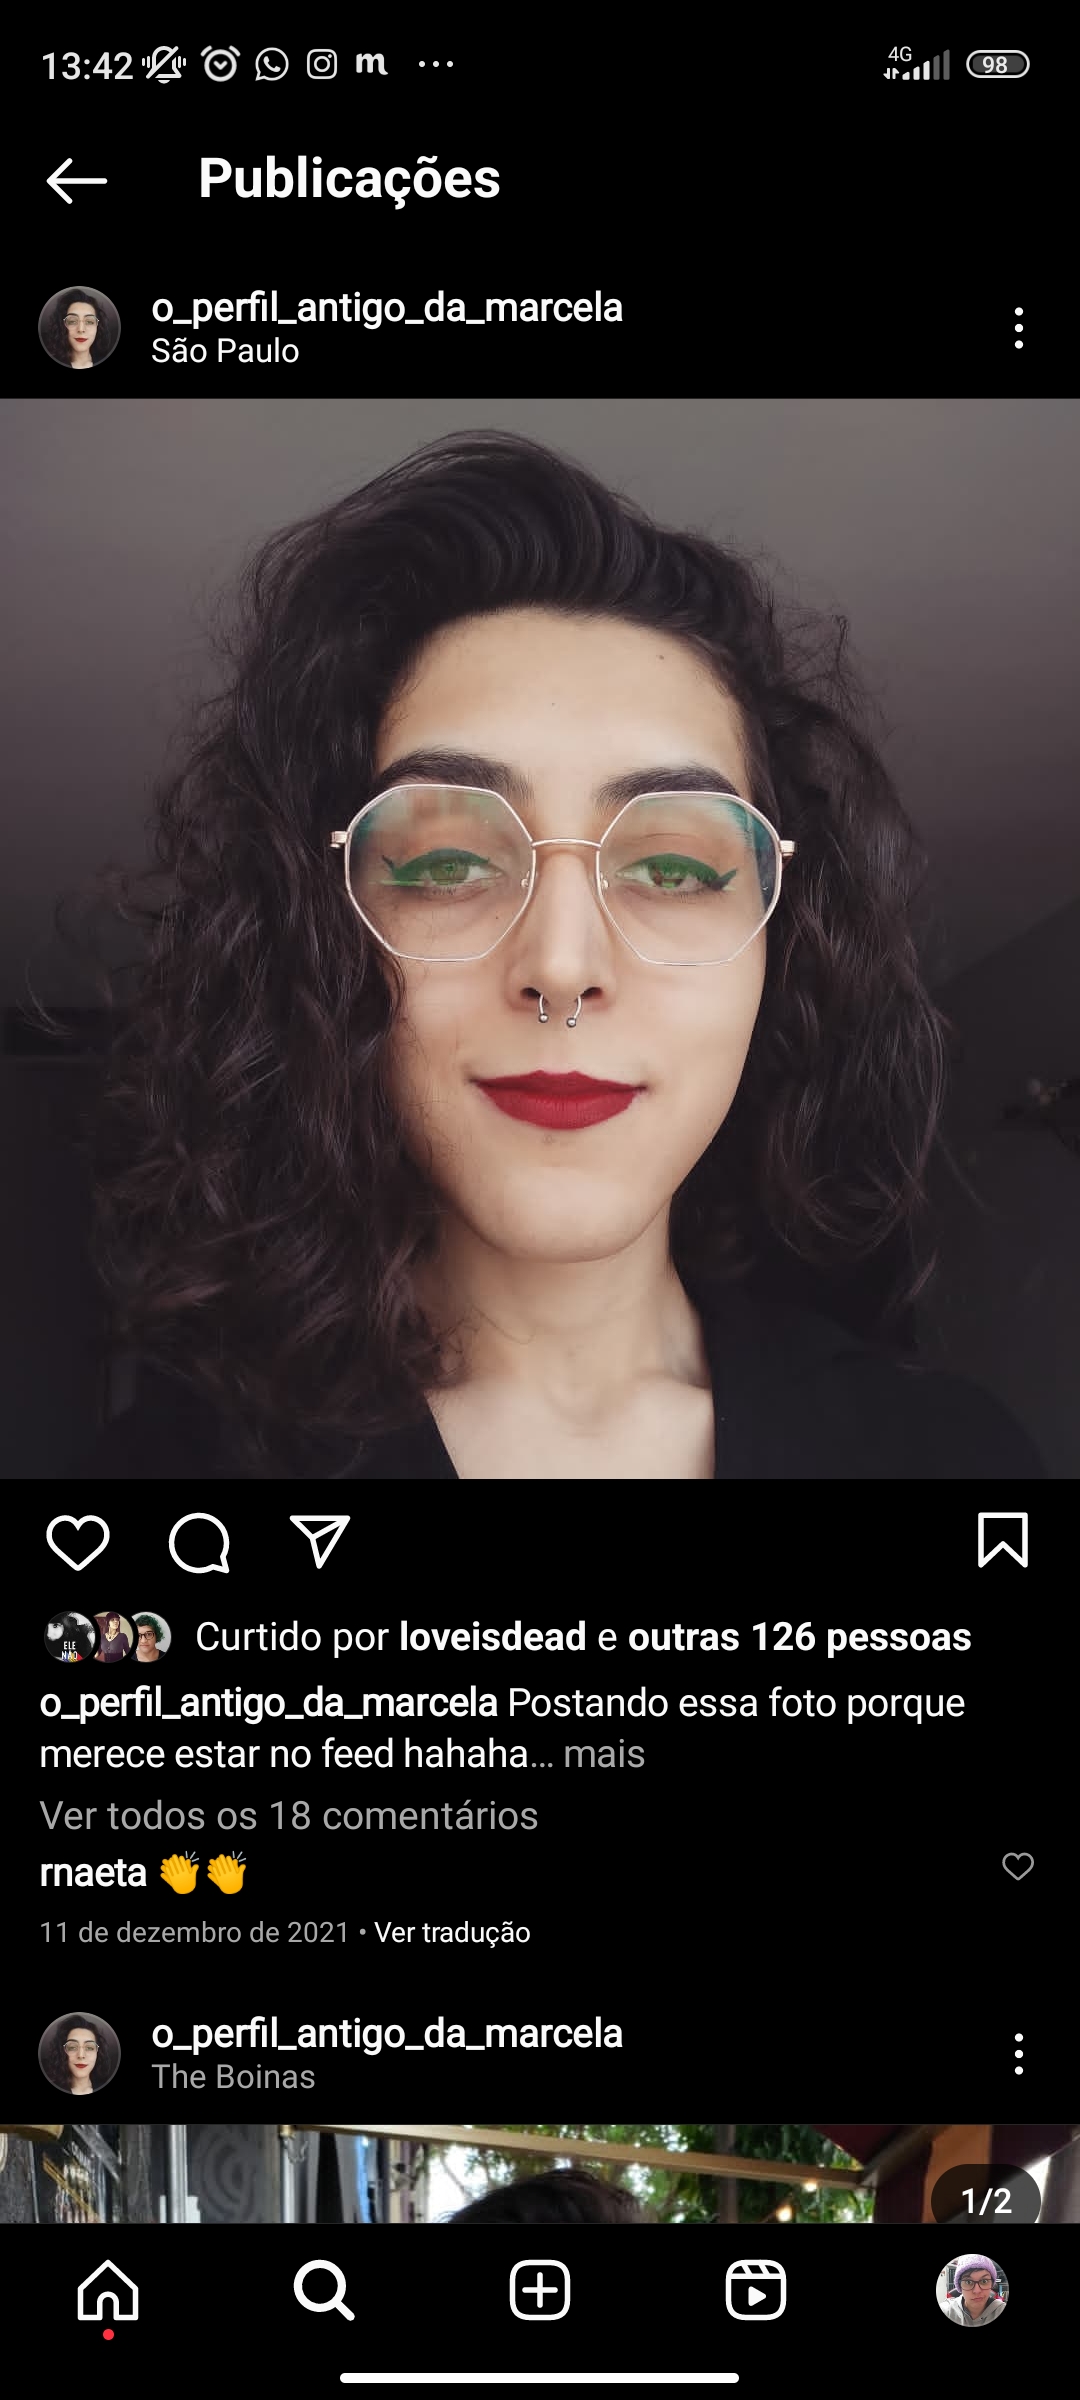 13:42
4G
98
Publicações
o_perfil_antigo_da_marcela
São Paulo
Curtido por loveisdead e outras 126 pessoas
ELE
NÃO
o_perfil_antigo_da_marcela Postando essa foto porque
merece estar no feed hahaha... mais
Ver todos os 18 comentários
rnaeta 👏👏
11 de dezembro de 2021 • Ver tradução
o_perfil_antigo_da_marcela
The Boinas
1/2